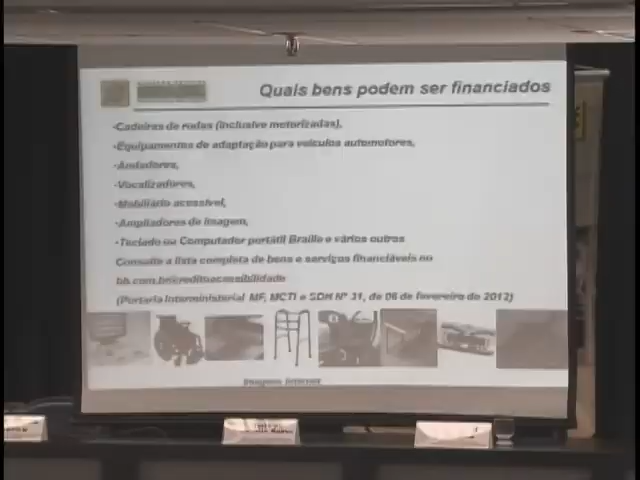 Quais bens podem ser financiados
-Cadeiras de rodas (inclusive motorizadas),
-Equipamentos de adaptação para veículos automotores,
-Andadores,
-Vocalizadores,
-Mobiliário acessível,
-Ampliadores de imagem,
-Teclado ou Computador portátil Braille e vários outros
Consulte a lista completa de bens e serviços financiáveis no
bb.com.br/creditoacessibilidade
(Portaria Interministerial MF, MCTI e SDH Nº 31, de 06 de fevereiro de 2012)
Imagens: Internet